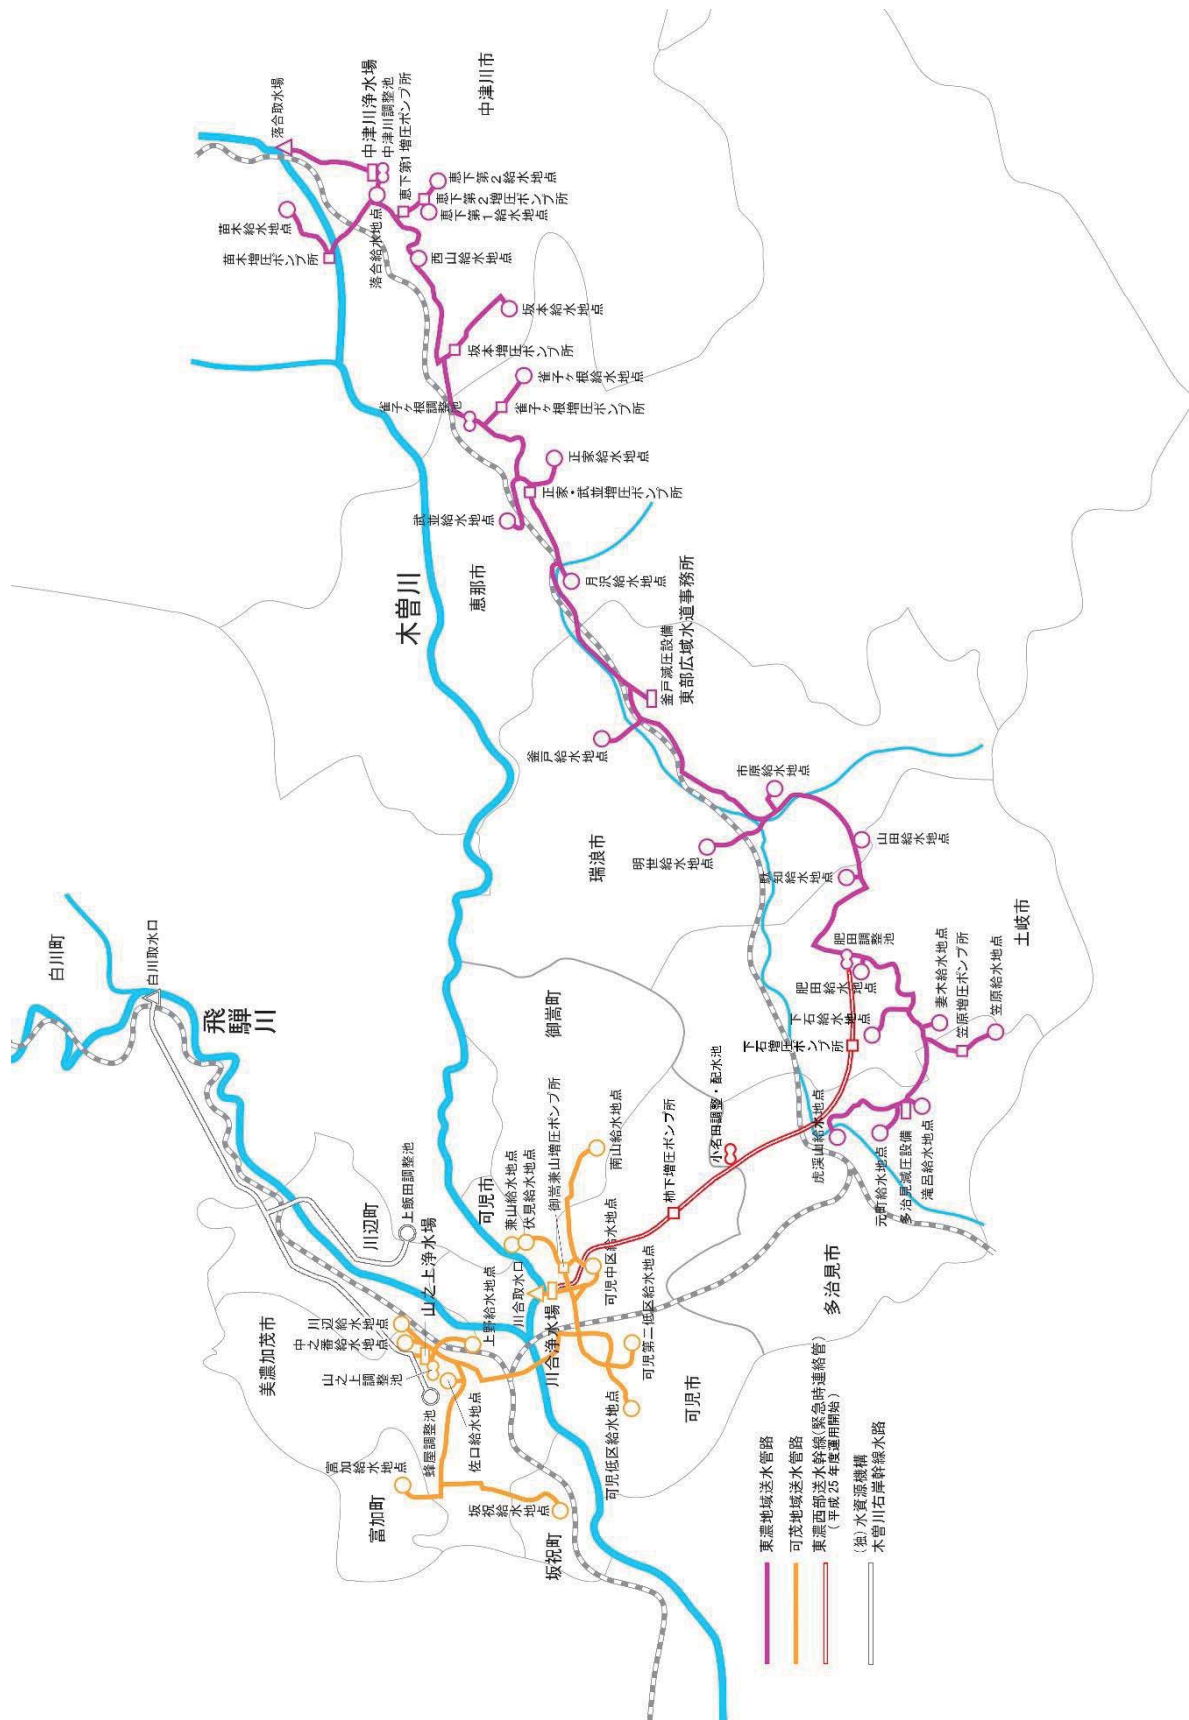 落合取水場
中津川市
中津川浄水場
中津川調整池
恵下第1増圧ポンプ所
恵下第2給水地点
恵下第2増圧ポンプ所
恵下第1給水地点
苗木給水地点
苗木増圧ポンプ所
落合給水地点
西山給水地点
坂本給水地点
坂本増圧ポンプ所
雀子ヶ根給水地点
雀子ヶ根調整池
雀子ヶ根増圧ポンプ所
正家給水地点
正家・武並増圧ポンプ所
武並給水地点
木曽川
恵那市
月沢給水地点
釜戸減圧設備
東部広域水道事務所
釜戸給水地点
市原給水地点
瑞浪市
明世給水地点
山田給水地点
駄知給水地点
土岐市
肥田調整池
肥田給水地点
妻木給水地点
笠原増圧ポンプ所
笠原給水地点
下石給水地点
下石増圧ポンプ所
白川町
白川取水口
飛騨川
御嵩町
小名田調整・配水池
虎渓山給水地点
元町給水地点
多治見減圧設備
滝呂給水地点
柿下増圧ポンプ所
南山給水地点
御嵩兼山増圧ポンプ所
可児市
兼山給水地点
伏見給水地点
川辺町
上飯田調整池
山之上浄水場
上野給水地点
川合取水口
川合浄水場
可児中区給水地点
可児第二低区給水地点
可児低区給水地点
可児市
多治見市
美濃加茂市
川辺給水地点
中之番給水地点
山之上調整池
蜂屋調整池
佐口給水地点
富加給水地点
富加町
坂祝給水地点
坂祝町
東濃地域送水管路
可茂地域送水管路
東濃西部送水幹線(緊急時連絡管)
(平成25年度運用開始)
(独)水資源機構
木曽川右岸幹線水路